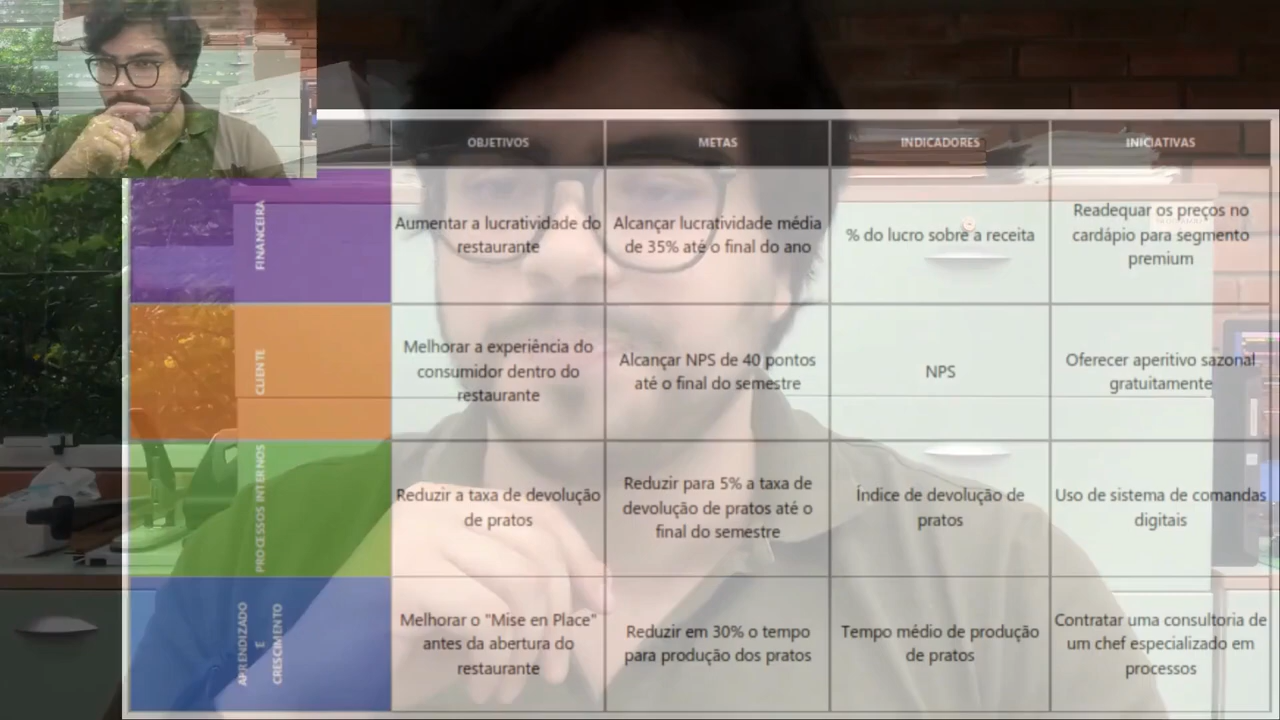 OBJETIVOS
METAS
INDICADORES
INICIATIVAS
FINANCEIRA
Aumentar a lucratividade do
restaurante
Alcançar lucratividade média
de 35% até o final do ano
% do lucro sobre a receita
Readequar os preços no
cardápio para segmento
premium
CLIENTE
Melhorar a experiência do
consumidor dentro do
restaurante
Alcançar NPS de 40 pontos
até o final do semestre
NPS
Oferecer aperitivo sazonal
gratuitamente
PROCESSOS INTERNOS
Reduzir a taxa de devolução
de pratos
Reduzir para 5% a taxa de
devolução de pratos até o
final do semestre
Índice de devolução de
pratos
Uso de sistema de comandas
digitais
APRENDIZADO
E
CRESCIMENTO
Melhorar o "Mise en Place"
antes da abertura do
restaurante
Reduzir em 30% o tempo
para produção dos pratos
Tempo médio de produção
de pratos
Contratar uma consultoria de
um chef especializado em
processos